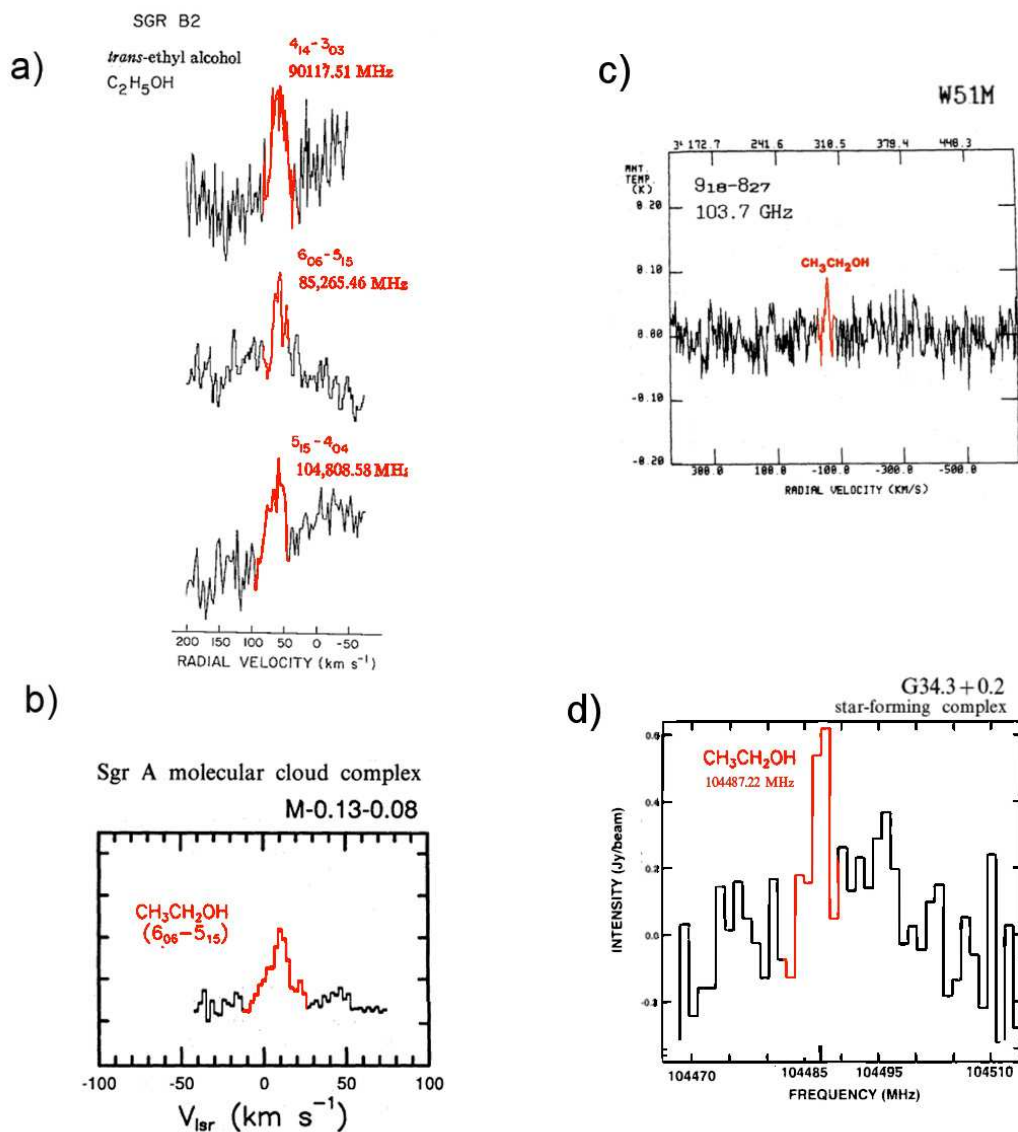 a)
SGR B2
trans-ethyl alcohol
C₂H₅OH
4₁₄-3₀₃
90117.51 MHz
6₀₆-5₁₅
85,265.46 MHz
5₁₅-4₀₄
104,808.58 MHz
200 150 100 50 0 -50
RADIAL VELOCITY (km s⁻¹)
b)
Sgr A molecular cloud complex
M-0.13-0.08
CH₃CH₂OH
(6₀₆-5₁₅)
-100 -50 0 50 100
V_lsr (km s⁻¹)
c)
W51M
172.7 241.6 310.5 379.4 448.3
TEMP.
(K)
9₁₈-8₂₇
103.7 GHz
CH₃CH₂OH
0.20
0.10
0.00
-0.10
-0.20
300.0 100.0 -100.0 -300.0 -500.0
RADIAL VELOCITY (KM/S)
d)
G34.3+0.2
star-forming complex
CH₃CH₂OH
104487.22 MHz
0.4
0.0
INTENSITY (Jy/beam)
104470 104485 104495 104510
FREQUENCY (MHz)